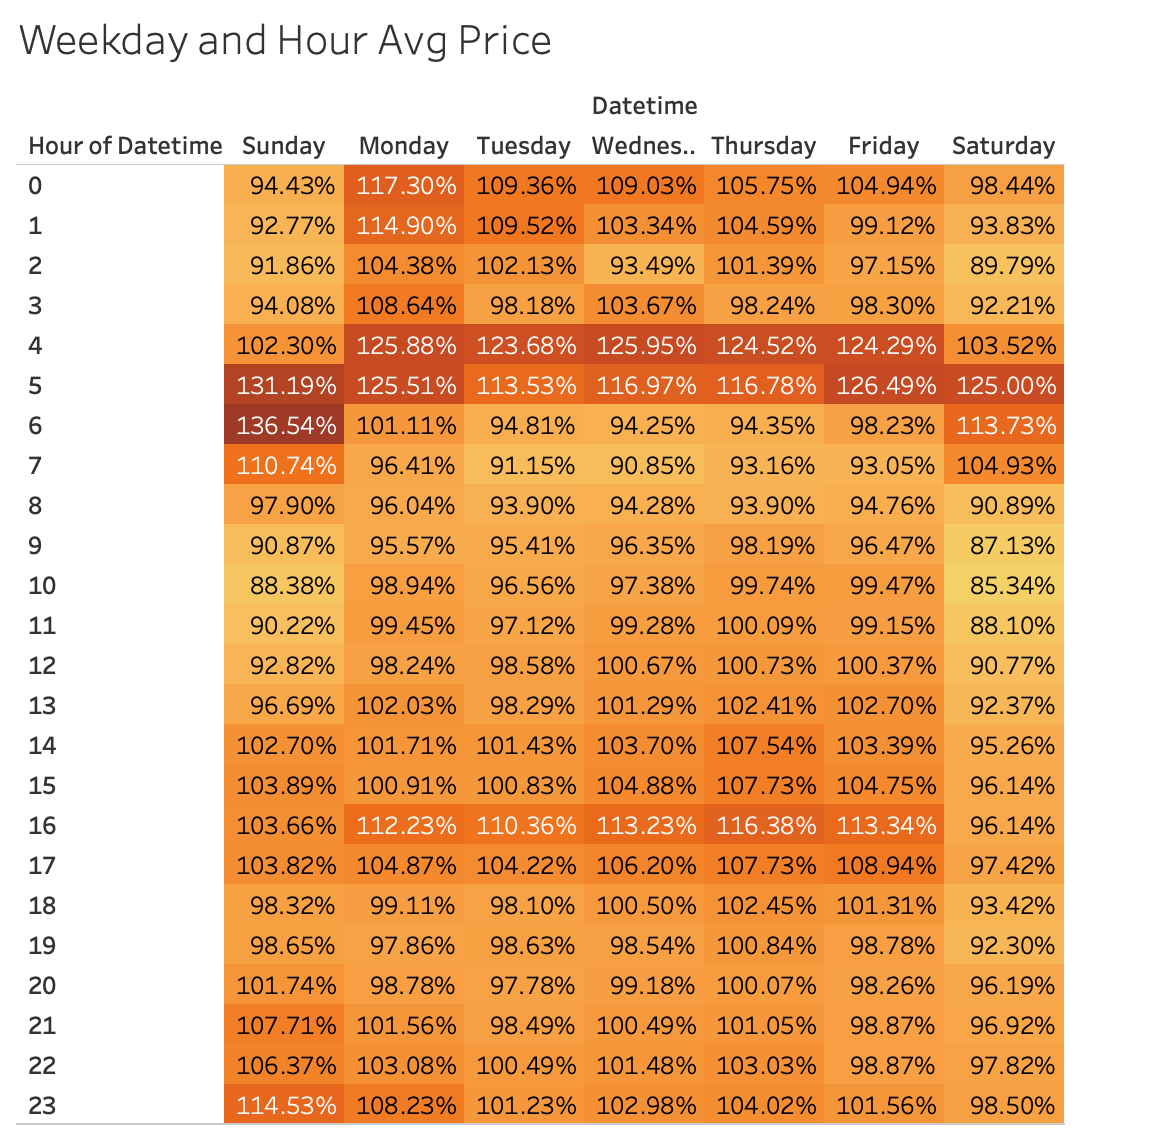 Weekday and Hour Avg Price
Datetime
Hour of Datetime Sunday Monday Tuesday Wednes.. Thursday Friday Saturday
0 94.43% 117.30% 109.36% 109.03% 105.75% 104.94% 98.44%
1 92.77% 114.90% 109.52% 103.34% 104.59% 99.12% 93.83%
2 91.86% 104.38% 102.13% 93.49% 101.39% 97.15% 89.79%
3 94.08% 108.64% 98.18% 103.67% 98.24% 98.30% 92.21%
4 102.30% 125.88% 123.68% 125.95% 124.52% 124.29% 103.52%
5 131.19% 125.51% 113.53% 116.97% 116.78% 126.49% 125.00%
6 136.54% 101.11% 94.81% 94.25% 94.35% 98.23% 113.73%
7 110.74% 96.41% 91.15% 90.85% 93.16% 93.05% 104.93%
8 97.90% 96.04% 93.90% 94.28% 93.90% 94.76% 90.89%
9 90.87% 95.57% 95.41% 96.35% 98.19% 96.47% 87.13%
10 88.38% 98.94% 96.56% 97.38% 99.74% 99.47% 85.34%
11 90.22% 99.45% 97.12% 99.28% 100.09% 99.15% 88.10%
12 92.82% 98.24% 98.58% 100.67% 100.73% 100.37% 90.77%
13 96.69% 102.03% 98.29% 101.29% 102.41% 102.70% 92.37%
14 102.70% 101.71% 101.43% 103.70% 107.54% 103.39% 95.26%
15 103.89% 100.91% 100.83% 104.88% 107.73% 104.75% 96.14%
16 103.66% 112.23% 110.36% 113.23% 116.38% 113.34% 96.14%
17 103.82% 104.87% 104.22% 106.20% 107.73% 108.94% 97.42%
18 98.32% 99.11% 98.10% 100.50% 102.45% 101.31% 93.42%
19 98.65% 97.86% 98.63% 98.54% 100.84% 98.78% 92.30%
20 101.74% 98.78% 97.78% 99.18% 100.07% 98.26% 96.19%
21 107.71% 101.56% 98.49% 100.49% 101.05% 98.87% 96.92%
22 106.37% 103.08% 100.49% 101.48% 103.03% 98.87% 97.82%
23 114.53% 108.23% 101.23% 102.98% 104.02% 101.56% 98.50%